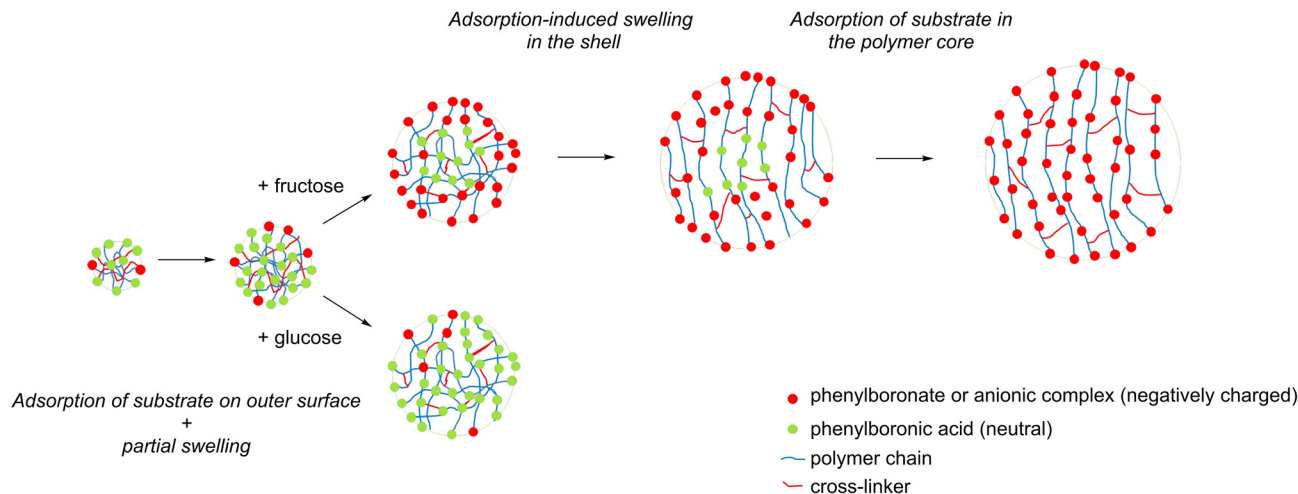 Adsorption-induced swelling
in the shell
Adsorption of substrate in
the polymer core
+ fructose
+ glucose
Adsorption of substrate on outer surface
+
partial swelling
phenylboronate or anionic complex (negatively charged)
phenylboronic acid (neutral)
polymer chain
cross-linker